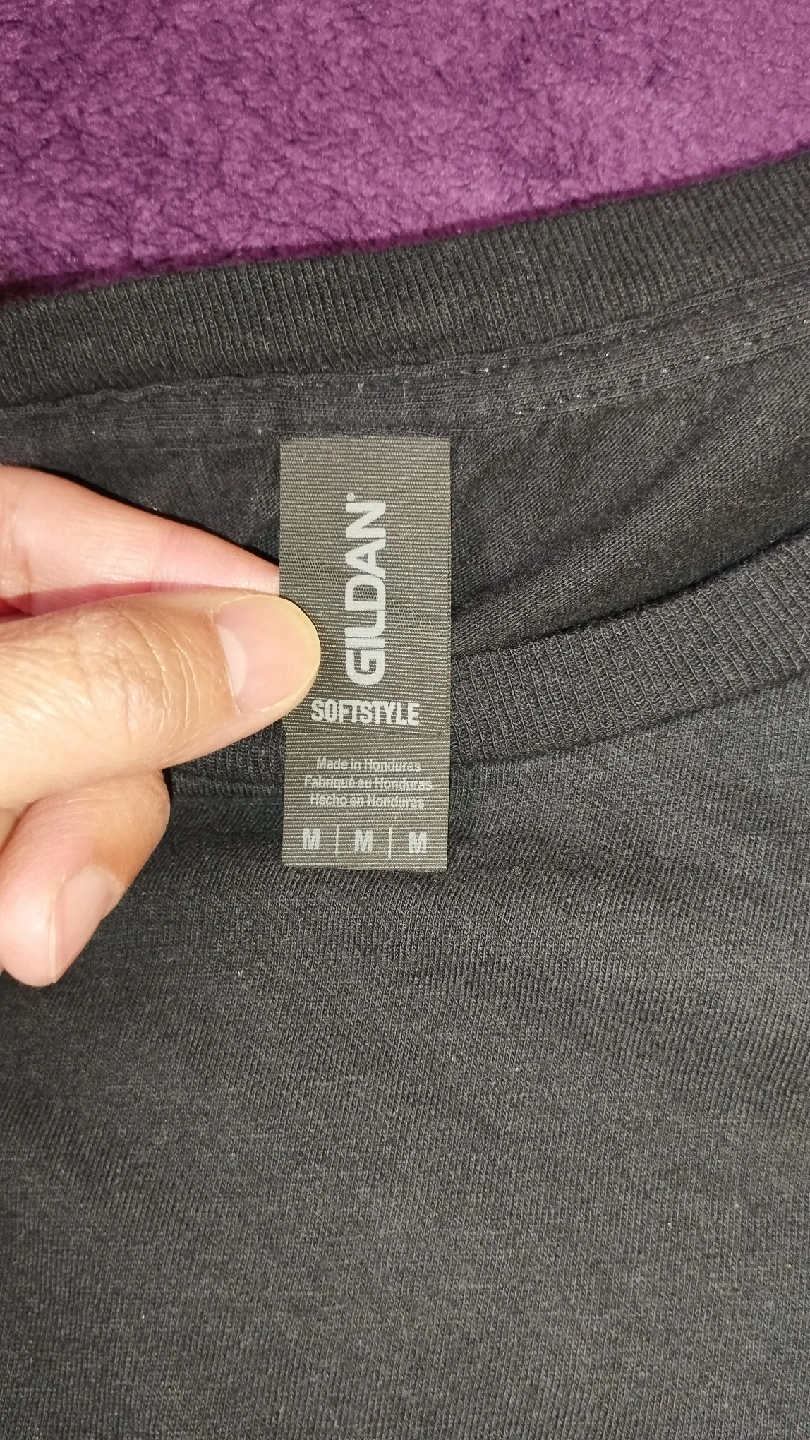 GILDAN®
SOFTSTYLE
Made in Honduras
Fabriqué au Honduras
Hecho en Honduras
M | M | M